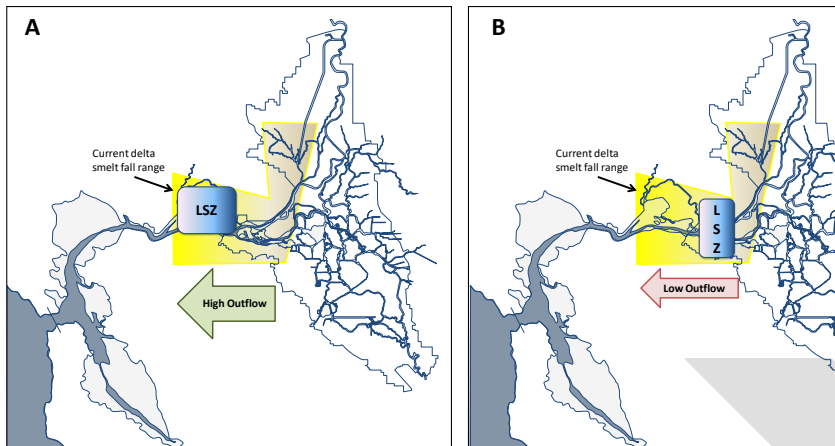 A
Current delta
smelt fall range
LSZ
High Outflow
B
Current delta
smelt fall range
L
S
Z
Low Outflow